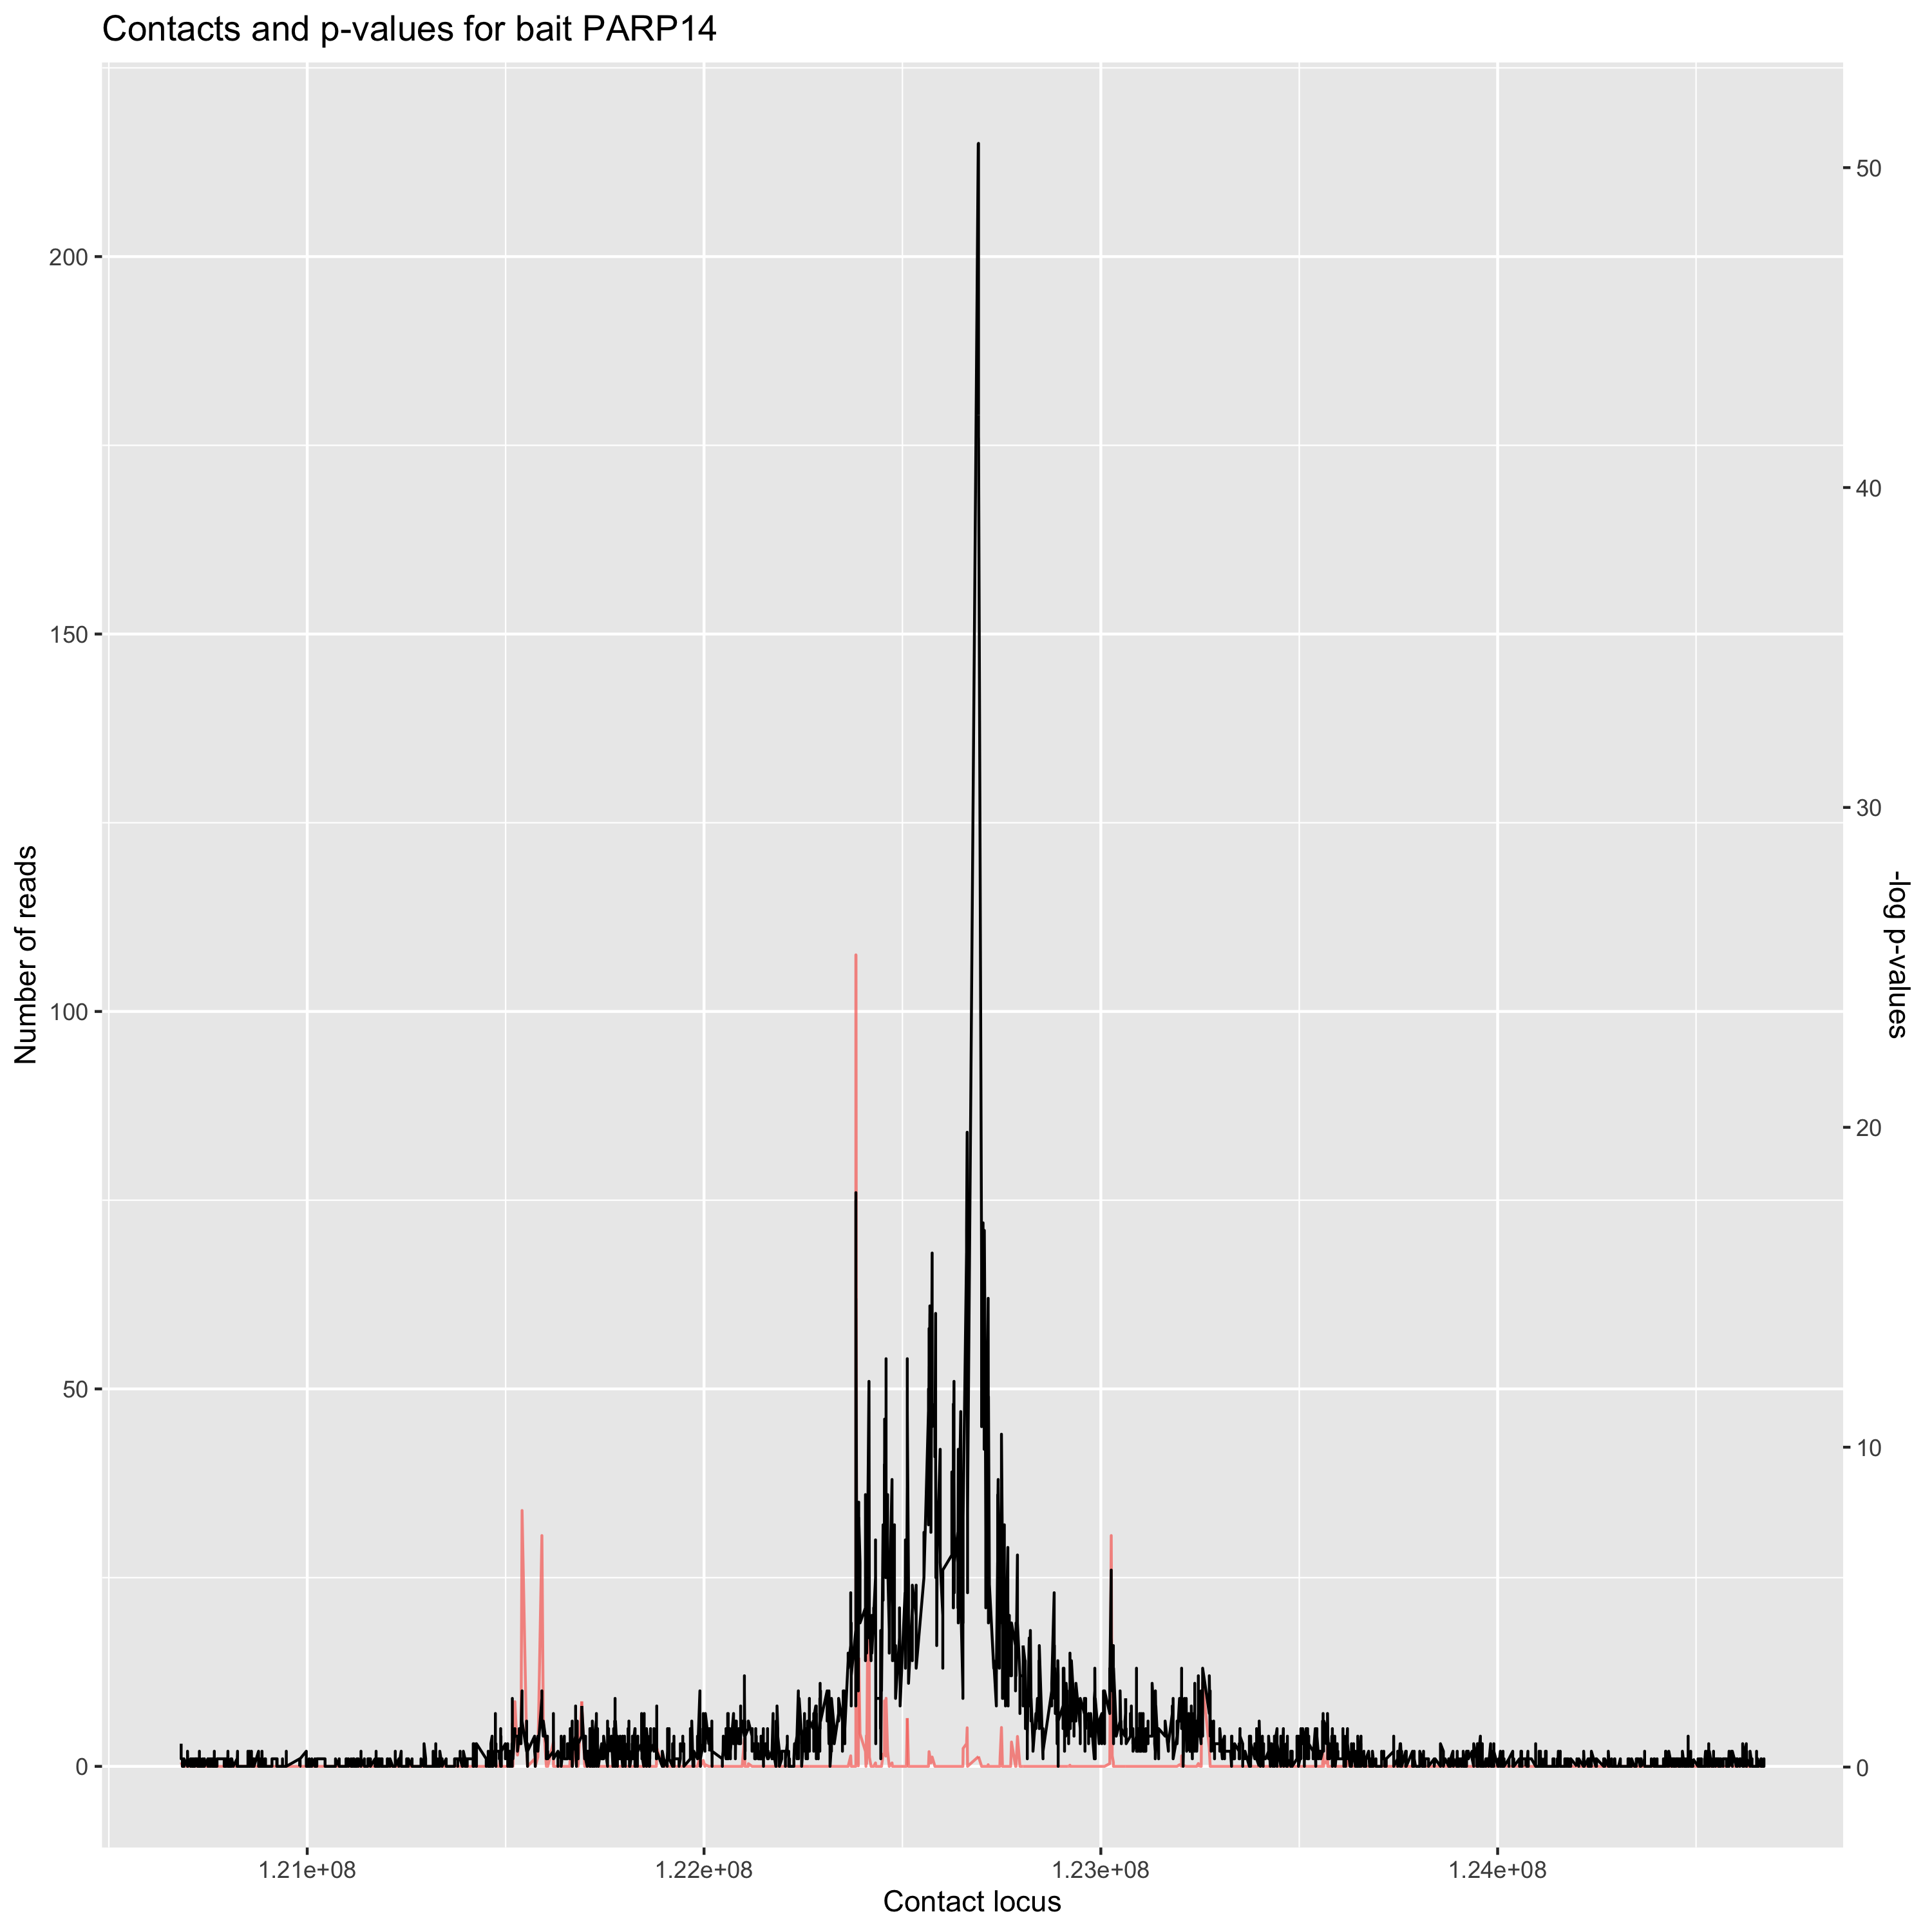 Contacts and p-values for bait PARP14
200
150
100
50
0
Number of reads
50
40
30
20
10
0
-log p-values
1.21e+08
1.22e+08
1.23e+08
1.24e+08
Contact locus